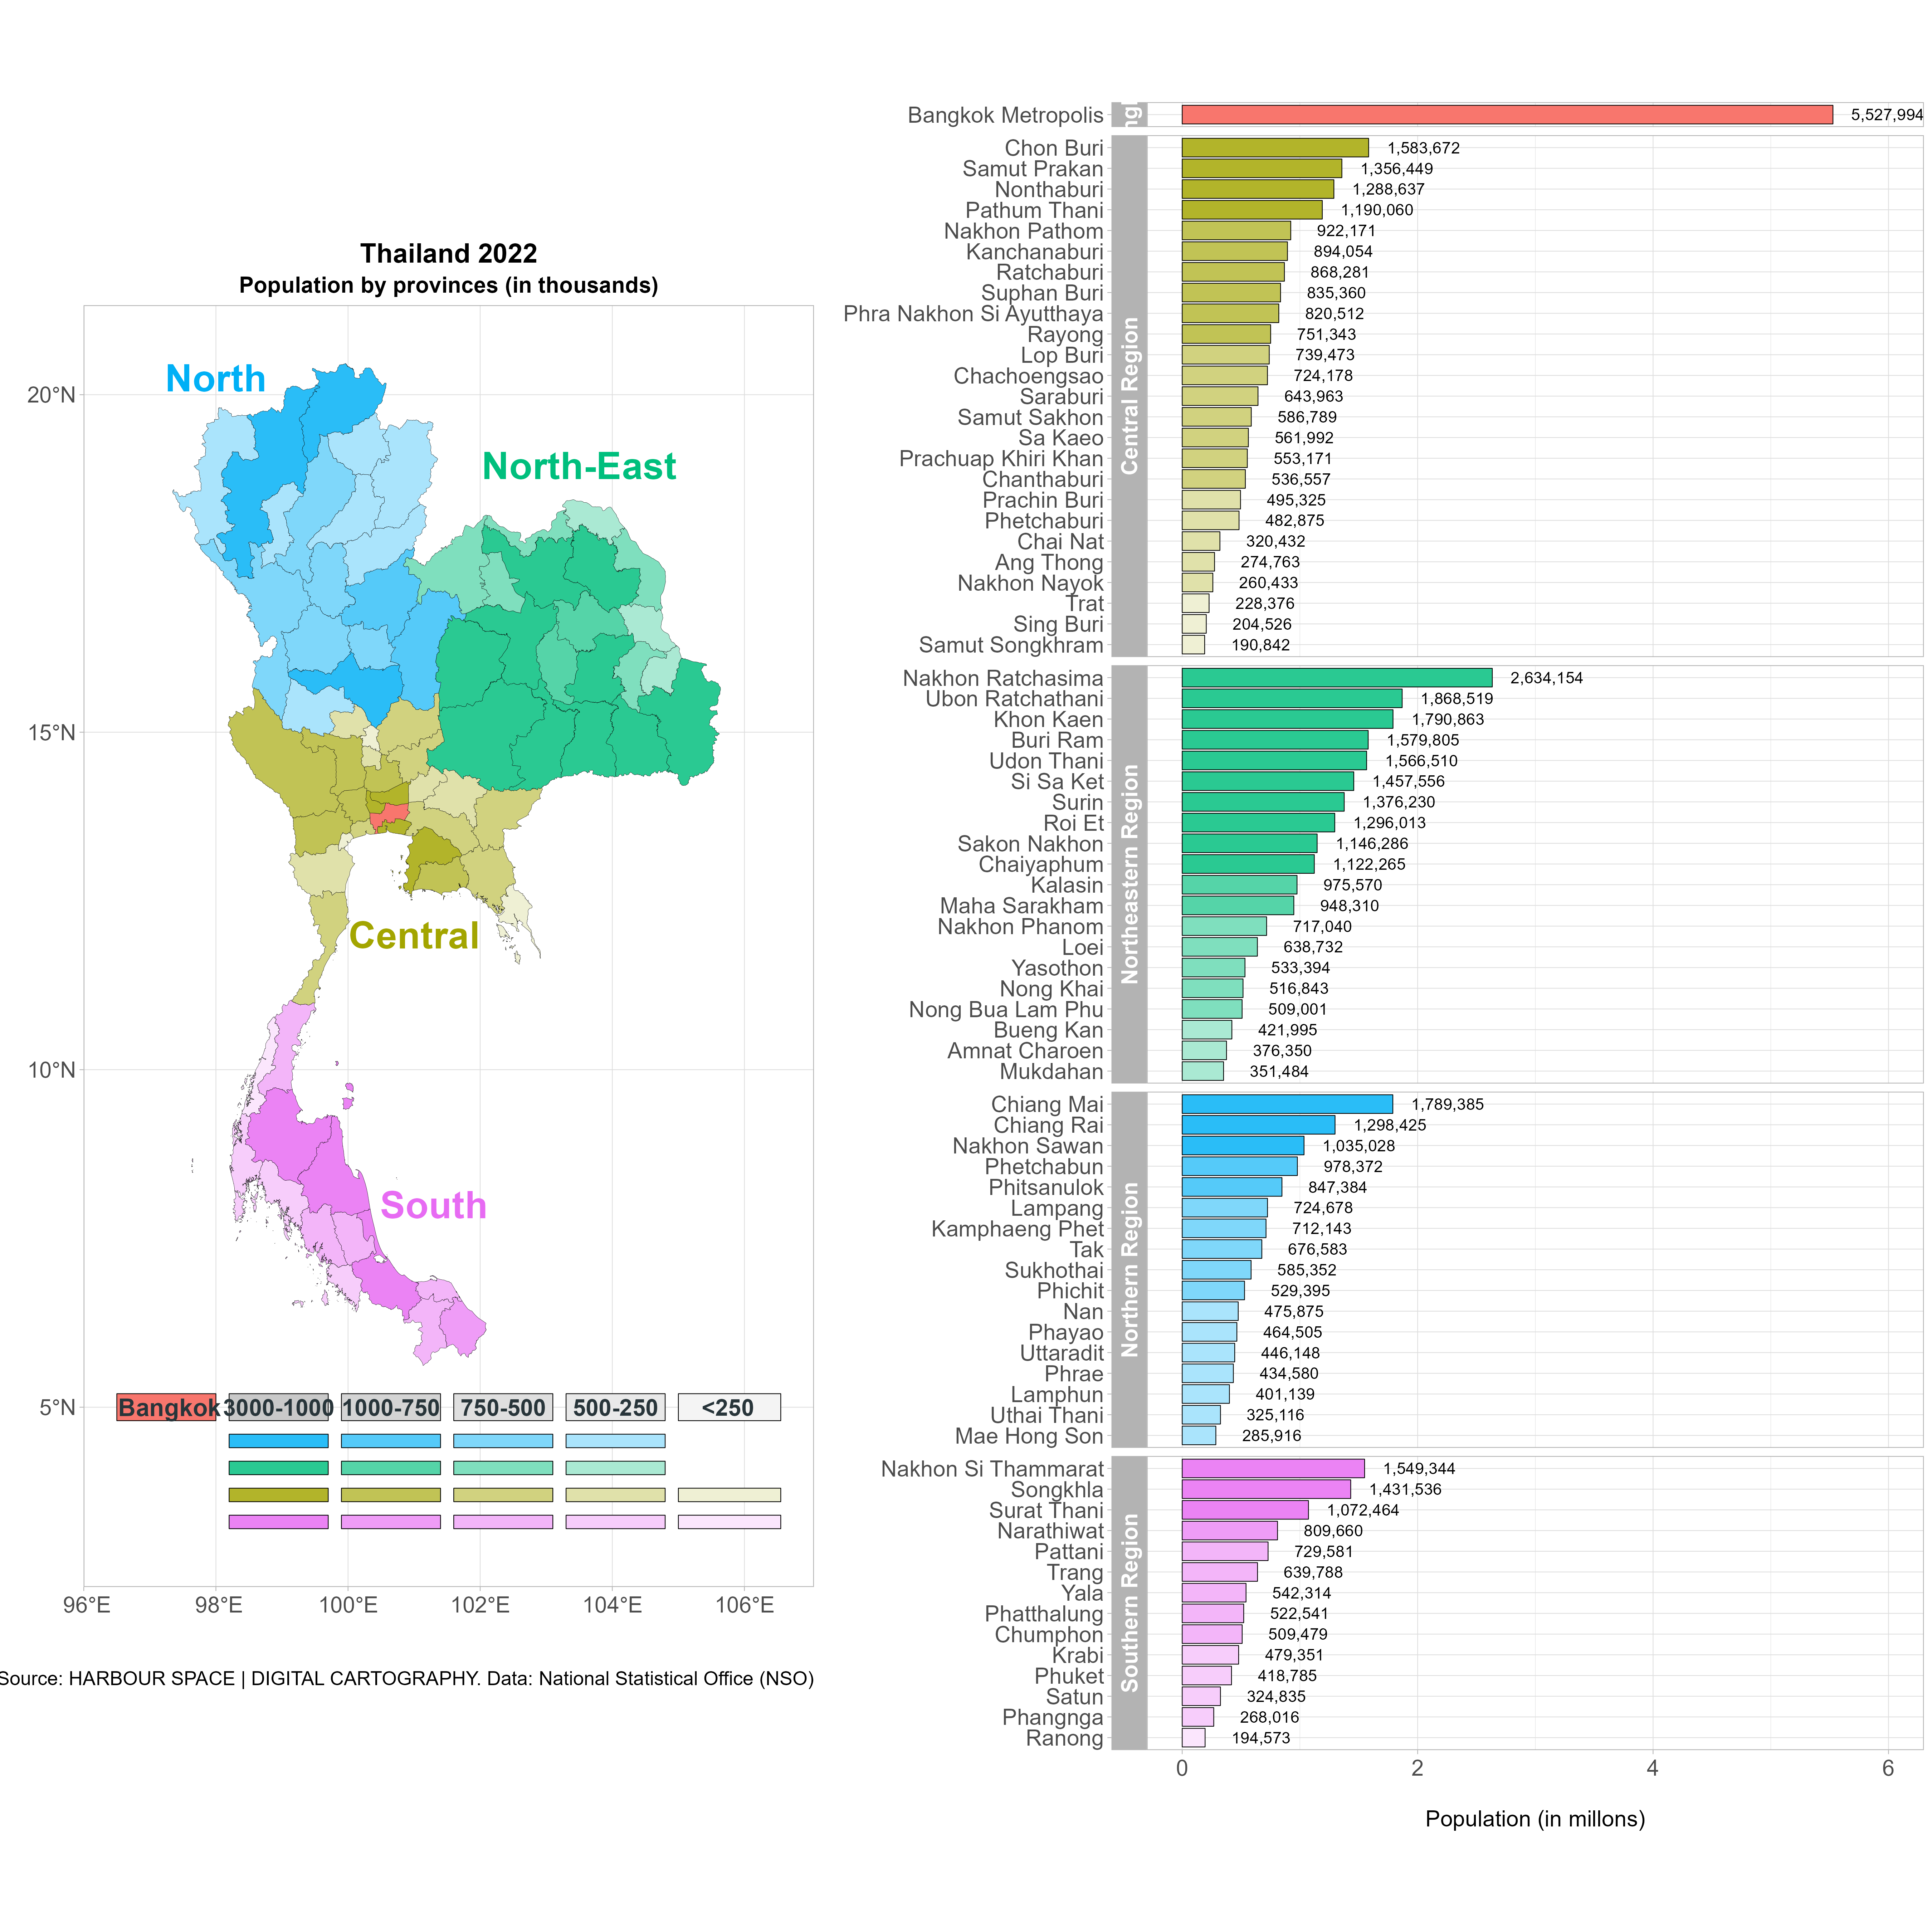 Thailand 2022
Population by provinces (in thousands)
North
North-East
Central
South
20°N
15°N
10°N
5°N
Bangkok 3000-1000 1000-750 750-500 500-250 <250
96°E 98°E 100°E 102°E 104°E 106°E
Source: HARBOUR SPACE | DIGITAL CARTOGRAPHY. Data: National Statistical Office (NSO)
Bangkok Metropolis 5,527,994
Central Region
Chon Buri 1,583,672
Samut Prakan 1,356,449
Nonthaburi 1,288,637
Pathum Thani 1,190,060
Nakhon Pathom 922,171
Kanchanaburi 894,054
Ratchaburi 868,281
Suphan Buri 835,360
Phra Nakhon Si Ayutthaya 820,512
Rayong 751,343
Lop Buri 739,473
Chachoengsao 724,178
Saraburi 643,963
Samut Sakhon 586,789
Sa Kaeo 561,992
Prachuap Khiri Khan 553,171
Chanthaburi 536,557
Prachin Buri 495,325
Phetchaburi 482,875
Chai Nat 320,432
Ang Thong 274,763
Nakhon Nayok 260,433
Trat 228,376
Sing Buri 204,526
Samut Songkhram 190,842
Northeastern Region
Nakhon Ratchasima 2,634,154
Ubon Ratchathani 1,868,519
Khon Kaen 1,790,863
Buri Ram 1,579,805
Udon Thani 1,566,510
Si Sa Ket 1,457,556
Surin 1,376,230
Roi Et 1,296,013
Sakon Nakhon 1,146,286
Chaiyaphum 1,122,265
Kalasin 975,570
Maha Sarakham 948,310
Nakhon Phanom 717,040
Loei 638,732
Yasothon 533,394
Nong Khai 516,843
Nong Bua Lam Phu 509,001
Bueng Kan 421,995
Amnat Charoen 376,350
Mukdahan 351,484
Northern Region
Chiang Mai 1,789,385
Chiang Rai 1,298,425
Nakhon Sawan 1,035,028
Phetchabun 978,372
Phitsanulok 847,384
Lampang 724,678
Kamphaeng Phet 712,143
Tak 676,583
Sukhothai 585,352
Phichit 529,395
Nan 475,875
Phayao 464,505
Uttaradit 446,148
Phrae 434,580
Lamphun 401,139
Uthai Thani 325,116
Mae Hong Son 285,916
Southern Region
Nakhon Si Thammarat 1,549,344
Songkhla 1,431,536
Surat Thani 1,072,464
Narathiwat 809,660
Pattani 729,581
Trang 639,788
Yala 542,314
Phatthalung 522,541
Chumphon 509,479
Krabi 479,351
Phuket 418,785
Satun 324,835
Phangnga 268,016
Ranong 194,573
0 2 4 6
Population (in millons)